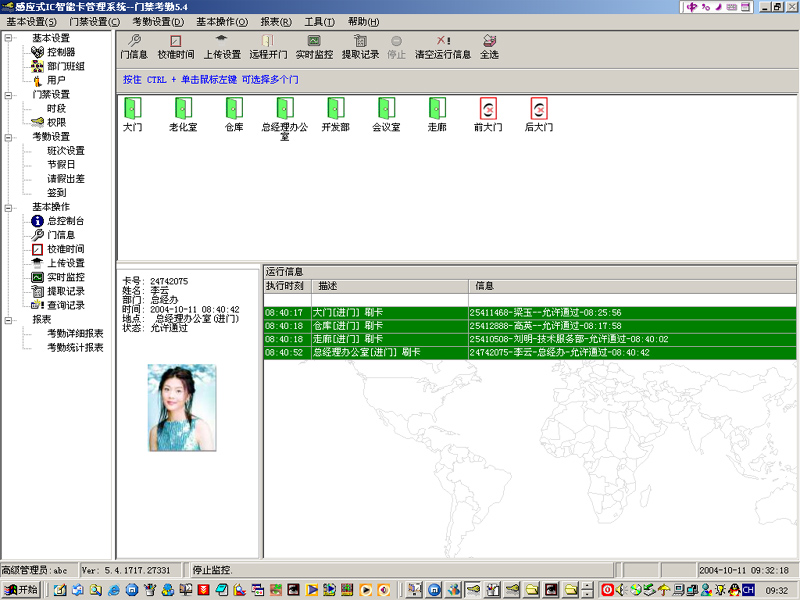 感应式IC智能卡管理系统--门禁考勤5.4
基本设置(S) 门禁设置(C) 考勤设置(D) 基本操作(O) 报表(R) 工具(T) 帮助(H)
基本设置
控制器
部门班组
用户
门禁设置
时段
权限
考勤设置
班次设置
节假日
请假出差
签到
基本操作
总控制台
门信息
校准时间
上传设置
实时监控
提取记录
查询记录
报表
考勤详细报表
考勤统计报表
门信息 校准时间 上传设置 远程开门 实时监控 提取记录 停止 清空运行信息 全选
按住 CTRL + 单击鼠标左键 可选择多个门
大门 老化室 仓库 总经理办公室 开发部 会议室 走廊 前大门 后大门
卡号: 24742075
姓名: 李云
部门: 总经办
时间: 2004-10-11 08:40:42
地点: 总经理办公室(进门)
状态: 允许通过
运行信息
执行时刻 描述 信息
08:40:17 大门[进门] 刷卡 25411468-梁玉--允许通过-08:25:56
08:40:18 仓库[进门] 刷卡 25412888-高英--允许通过-08:17:58
08:40:18 走廊[进门] 刷卡 25410508-刘明-技术服务部-允许通过-08:40:02
08:40:52 总经理办公室[进门] 刷卡 24742075-李云-总经办-允许通过-08:40:42
高级管理员:abc Ver: 5.4.1717.27331 停止监控. 2004-10-11 09:32:18
开始 CH 09:32